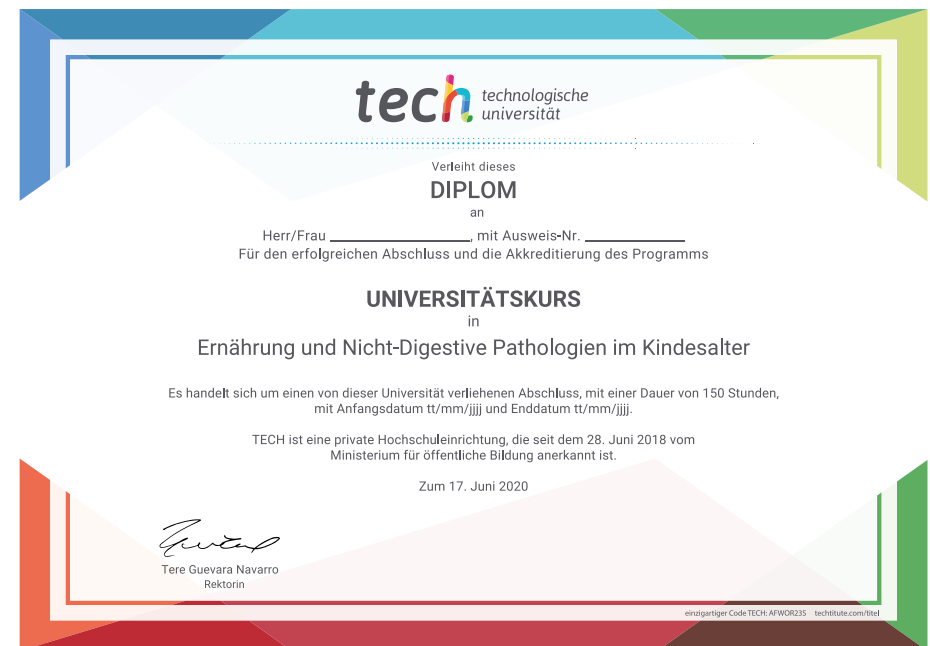 tech technologische
universität
Verleiht dieses
DIPLOM
an
Herr/Frau ____________________, mit Ausweis-Nr. ______________
Für den erfolgreichen Abschluss und die Akkreditierung des Programms
UNIVERSITÄTSKURS
in
Ernährung und Nicht-Digestive Pathologien im Kindesalter
Es handelt sich um einen von dieser Universität verliehenen Abschluss, mit einer Dauer von 150 Stunden,
mit Anfangsdatum tt/mm/jjjj und Enddatum tt/mm/jjjj.
TECH ist eine private Hochschuleinrichtung, die seit dem 28. Juni 2018 vom
Ministerium für öffentliche Bildung anerkannt ist.
Zum 17. Juni 2020
Tere Guevara Navarro
Rektorin
einzigartiger Code TECH: AFWOR23S techtitute.com/titel